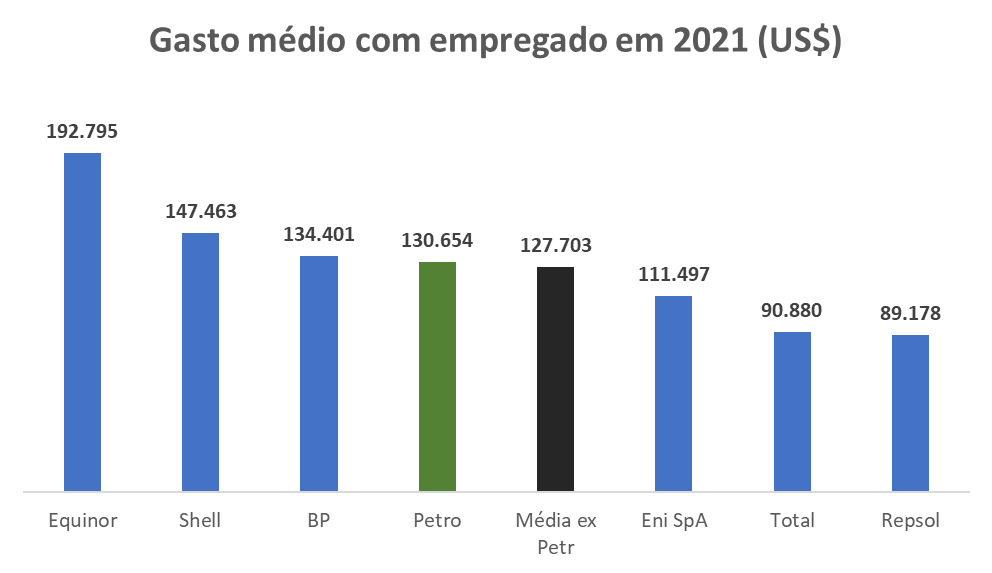 Gasto médio com empregado em 2021 (US$)
192.795
147.463
134.401
130.654
127.703
111.497
90.880
89.178
Equinor
Shell
BP
Petro
Média ex
Petr
Eni SpA
Total
Repsol